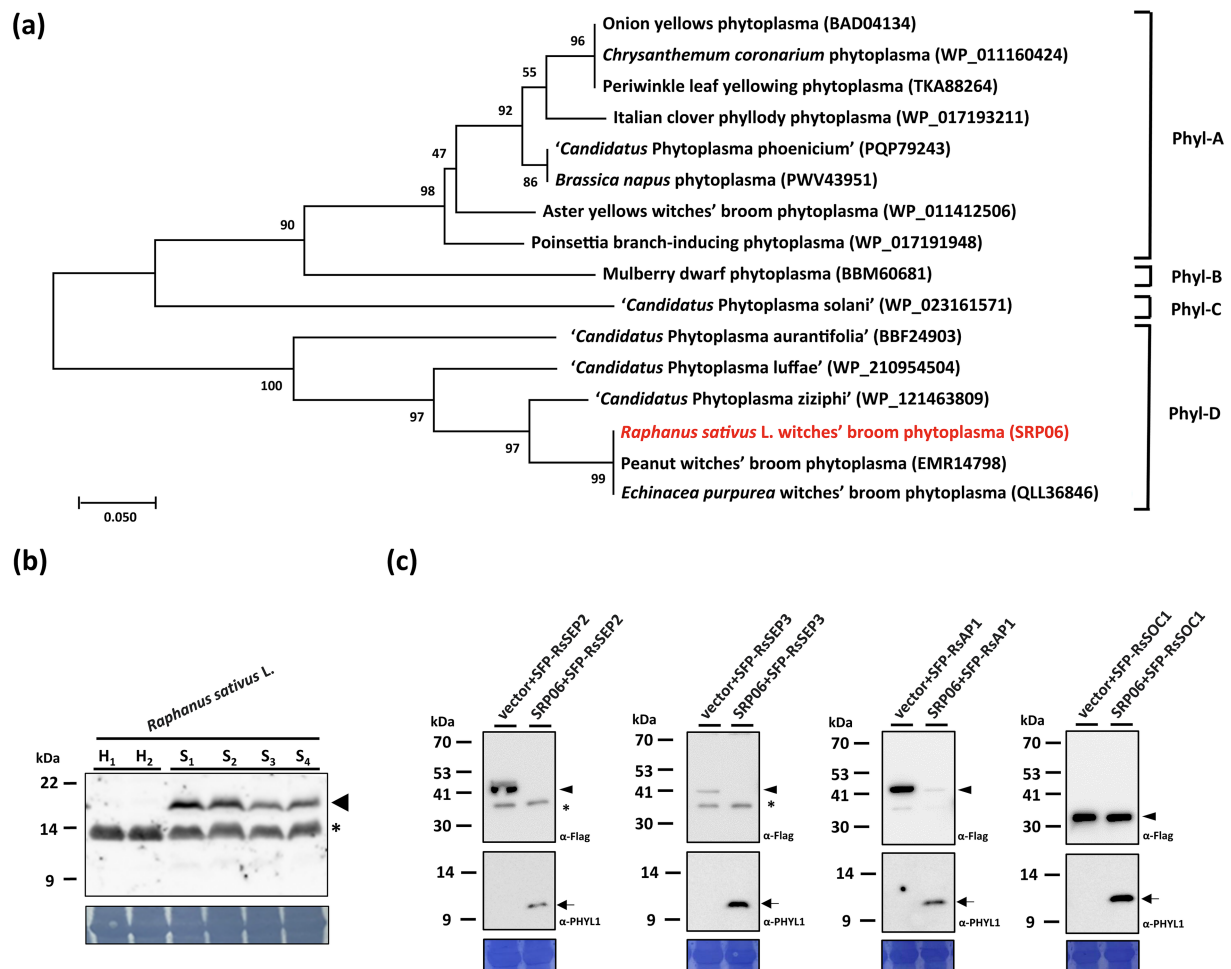 (a)
Onion yellows phytoplasma (BAD04134)
Chrysanthemum coronarium phytoplasma (WP_011160424)
Periwinkle leaf yellowing phytoplasma (TKA88264)
Italian clover phyllody phytoplasma (WP_017193211)
‘Candidatus Phytoplasma phoenicium’ (PQP79243)
Brassica napus phytoplasma (PWV43951)
Aster yellows witches’ broom phytoplasma (WP_011412506)
Poinsettia branch-inducing phytoplasma (WP_017191948)
Mulberry dwarf phytoplasma (BBM60681)
‘Candidatus Phytoplasma solani’ (WP_023161571)
‘Candidatus Phytoplasma aurantifolia’ (BBF24903)
‘Candidatus Phytoplasma luffae’ (WP_210954504)
‘Candidatus Phytoplasma ziziphi’ (WP_121463809)
Raphanus sativus L. witches’ broom phytoplasma (SRP06)
Peanut witches’ broom phytoplasma (EMR14798)
Echinacea purpurea witches’ broom phytoplasma (QLL36846)
96
55
92
86
47
98
90
100
97
97
99
Phyl-A
Phyl-B
Phyl-C
Phyl-D
0.050
(b)
Raphanus sativus L.
kDa
H1 H2 S1 S2 S3 S4
22
14
9
*
(c)
vector+SFP-RsSEP2
SRP06+SFP-RsSEP2
kDa
70
53
41
30
*
α-Flag
14
9
α-PHYL1
vector+SFP-RsSEP3
SRP06+SFP-RsSEP3
kDa
70
53
41
30
*
α-Flag
14
9
α-PHYL1
vector+SFP-RsAP1
SRP06+SFP-RsAP1
kDa
70
53
41
30
α-Flag
14
9
α-PHYL1
vector+SFP-RsSOC1
SRP06+SFP-RsSOC1
kDa
70
53
41
30
α-Flag
14
9
α-PHYL1